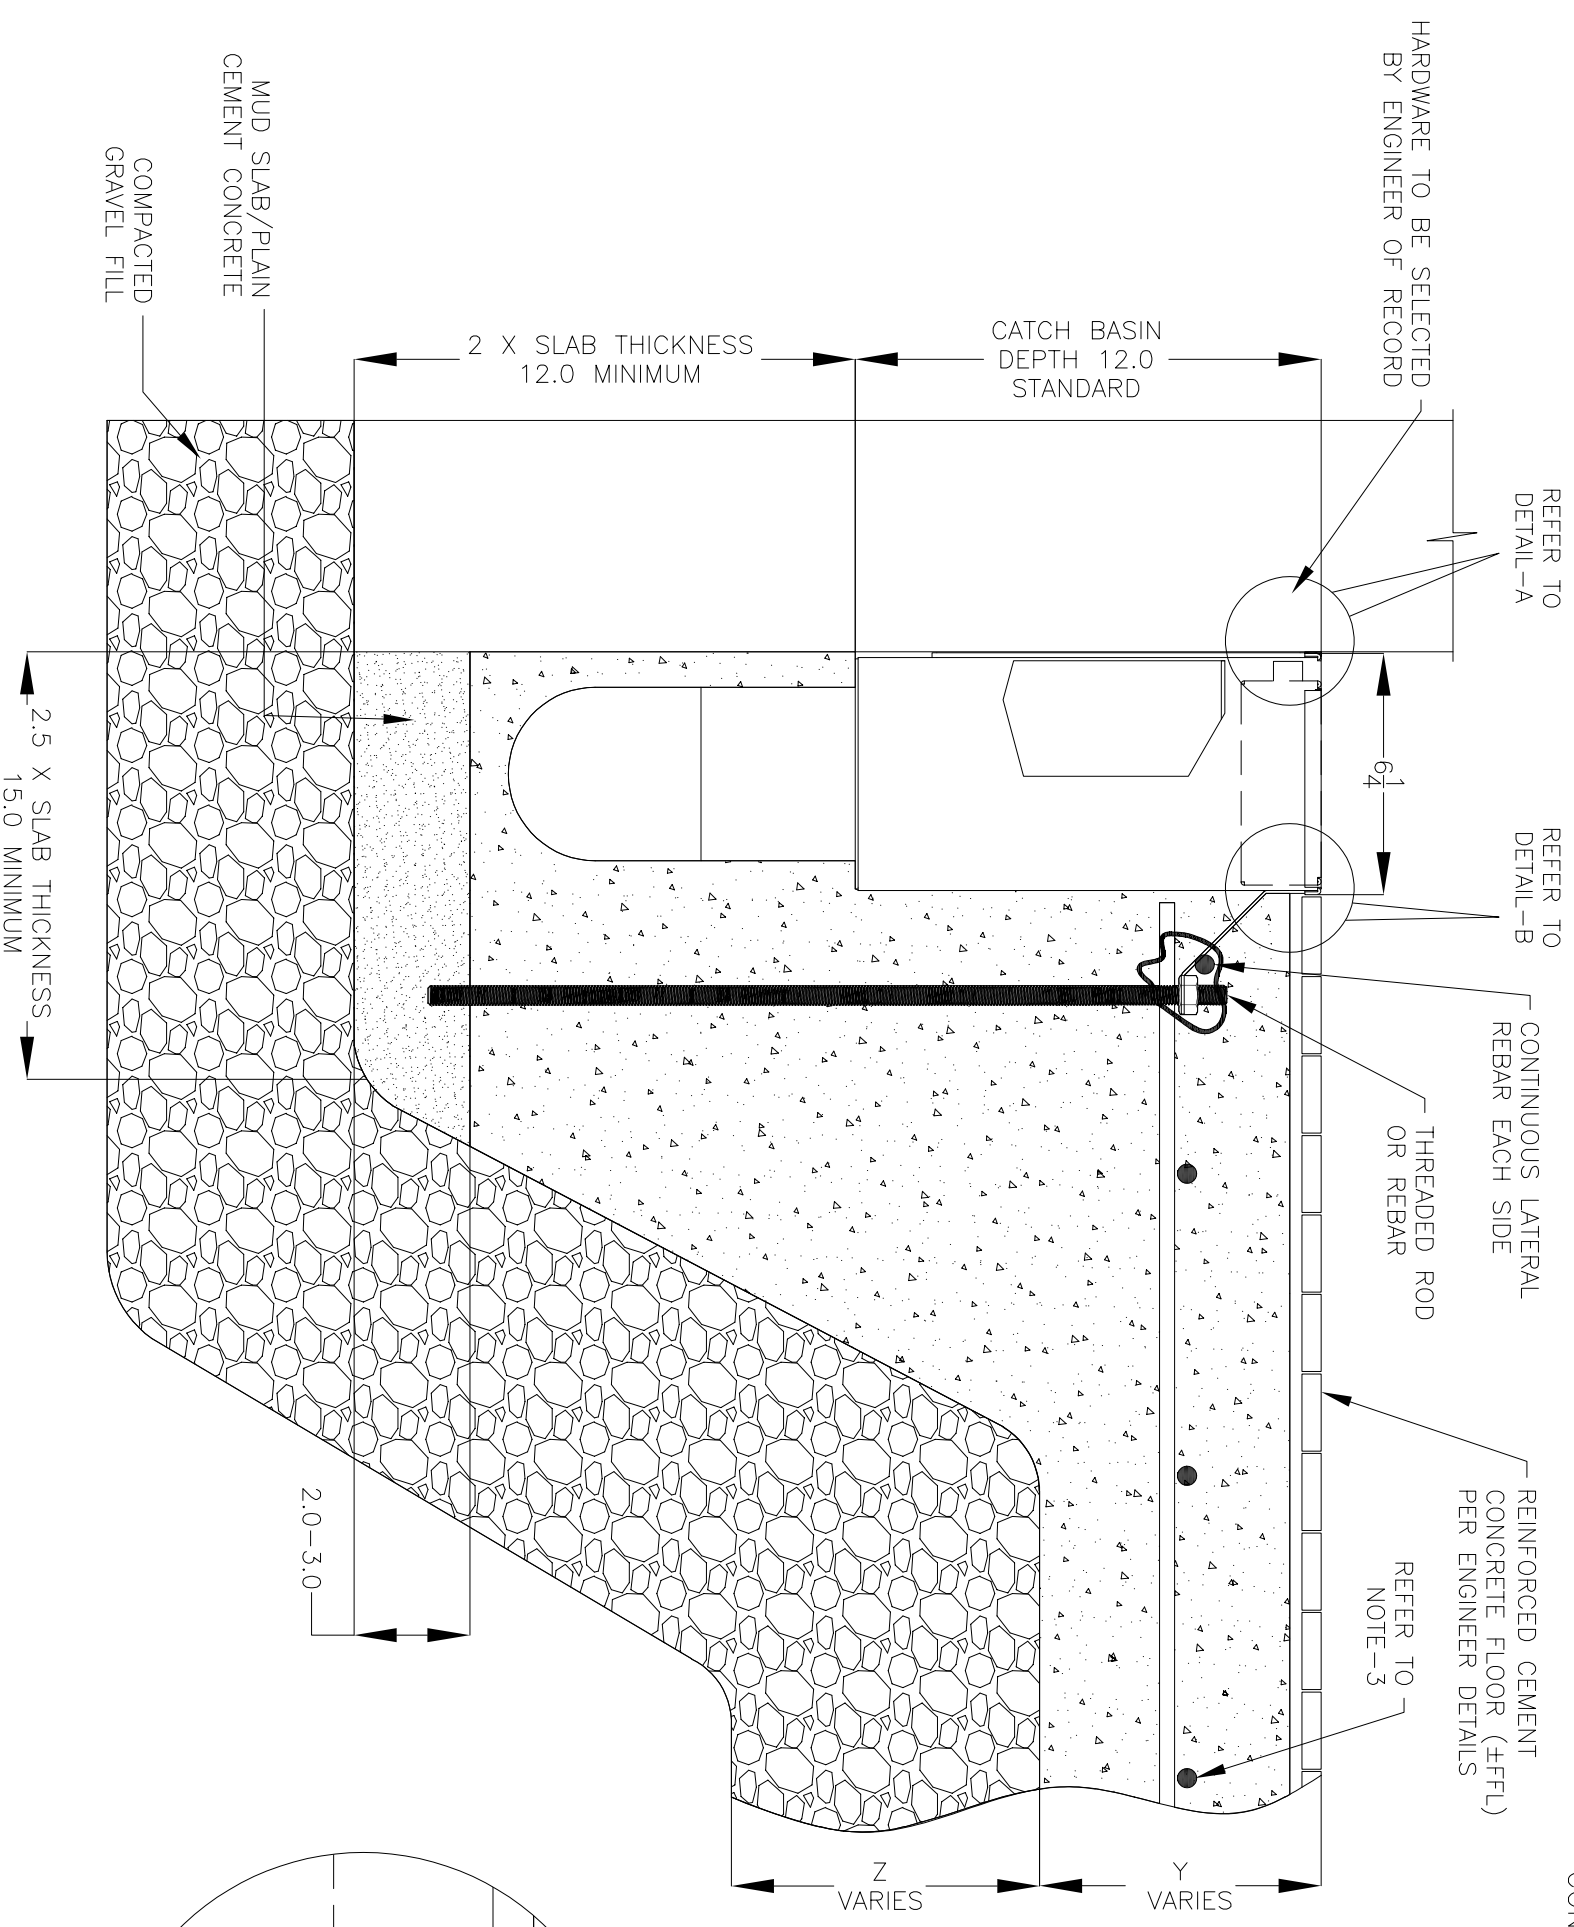 HARDWARE TO BE SELECTED
BY ENGINEER OF RECORD
REFER TO
DETAIL-A
REFER TO
DETAIL-B
CONTINUOUS LATERAL
REBAR EACH SIDE
THREADED ROD
OR REBAR
REINFORCED CEMENT
CONCRETE FLOOR (±FFL)
PER ENGINEER DETAILS
REFER TO
NOTE-3
6 1/4
CATCH BASIN
DEPTH 12.0
STANDARD
2 X SLAB THICKNESS
12.0 MINIMUM
MUD SLAB/PLAIN
CEMENT CONCRETE
COMPACTED
GRAVEL FILL
2.5 X SLAB THICKNESS
15.0 MINIMUM
2.0-3.0
Z
VARIES
Y
VARIES